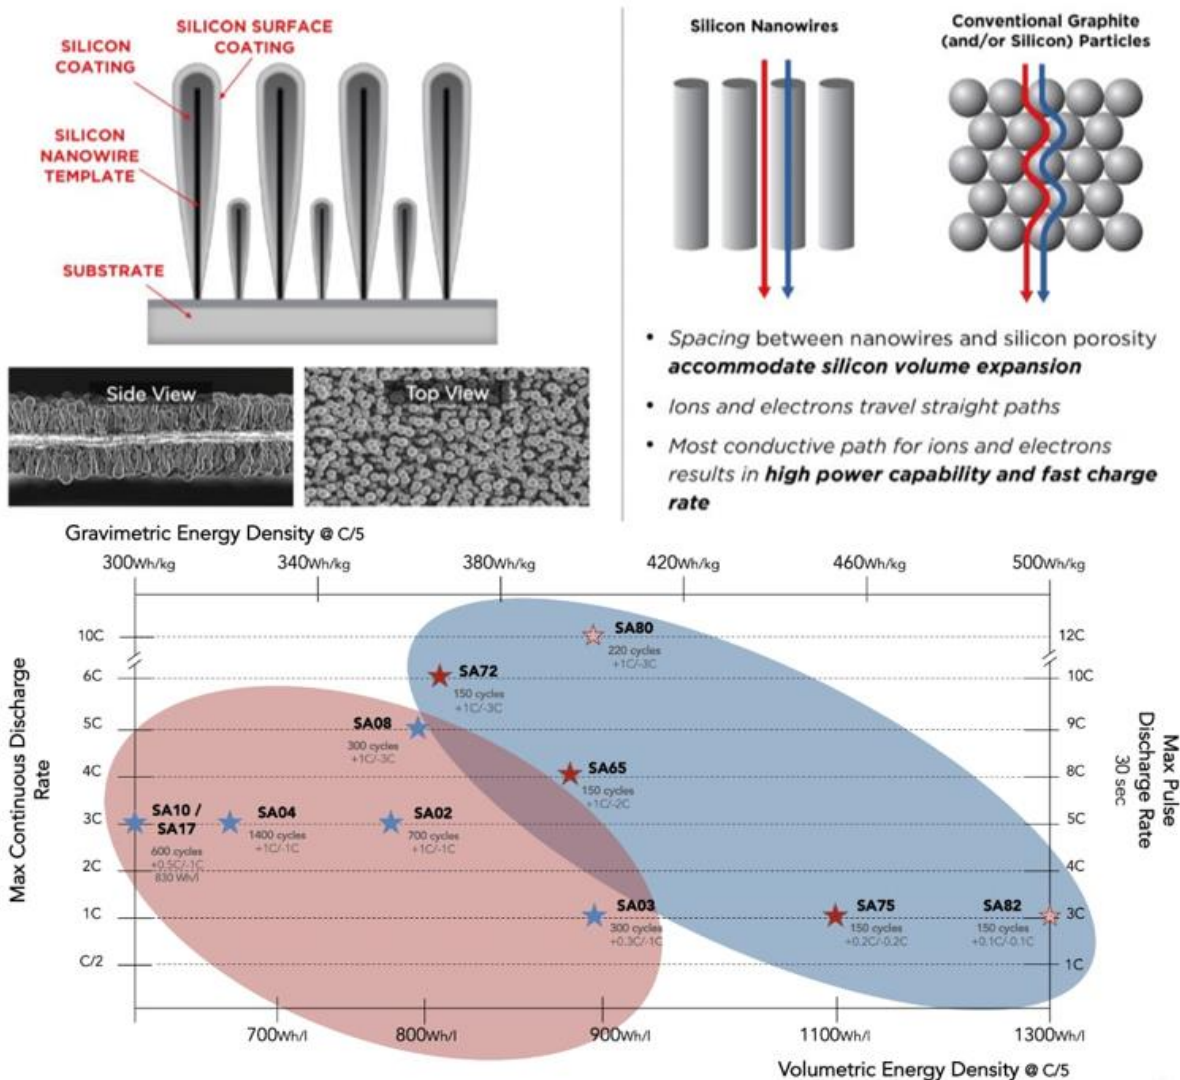 SILICON
COATING
SILICON SURFACE
COATING
SILICON
NANOWIRE
TEMPLATE
SUBSTRATE
Side View
Top View
Silicon Nanowires
Conventional Graphite
(and/or Silicon) Particles
• Spacing between nanowires and silicon porosity
accommodate silicon volume expansion
• Ions and electrons travel straight paths
• Most conductive path for ions and electrons
results in high power capability and fast charge
rate
Gravimetric Energy Density @ C/5
300Wh/kg 340Wh/kg 380Wh/kg 420Wh/kg 460Wh/kg 500Wh/kg
Max Continuous Discharge
Rate
10C
6C
5C
4C
3C
2C
1C
C/2
SA80
220 cycles
+1C/-3C
SA72
150 cycles
+1C/-3C
SA08
300 cycles
+1C/-3C
SA65
150 cycles
+1C/-2C
SA10 /
SA17
600 cycles
+0.5C/-1C
830 Wh/l
SA04
1400 cycles
+1C/-1C
SA02
700 cycles
+1C/-1C
SA03
300 cycles
+0.3C/-1C
SA75
150 cycles
+0.2C/-0.2C
SA82
150 cycles
+0.1C/-0.1C
12C
10C
9C
8C
5C
4C
3C
1C
Max Pulse
Discharge Rate
30 sec
700Wh/l 800Wh/l 900Wh/l 1100Wh/l 1300Wh/l
Volumetric Energy Density @ C/5